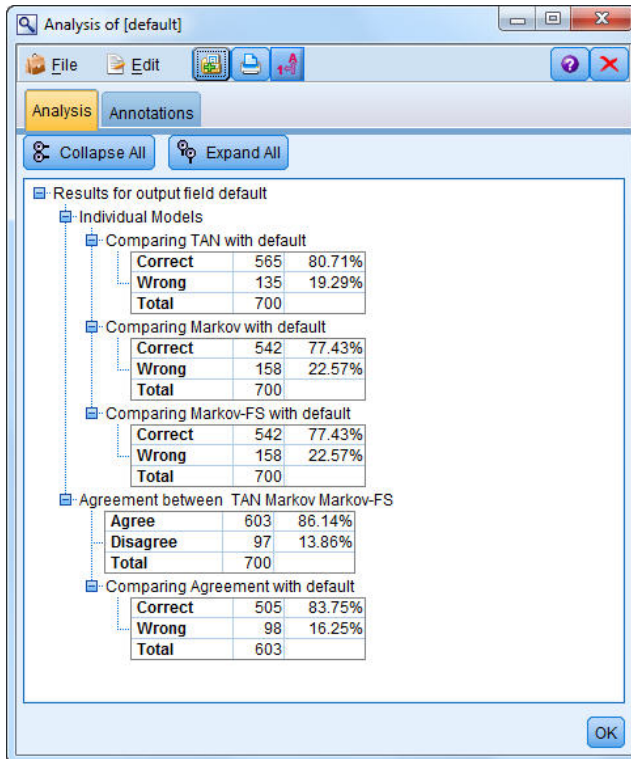 Analysis of [default]
File Edit
Analysis Annotations
Collapse All Expand All
Results for output field default
Individual Models
Comparing TAN with default
Correct 565 80.71%
Wrong 135 19.29%
Total 700
Comparing Markov with default
Correct 542 77.43%
Wrong 158 22.57%
Total 700
Comparing Markov-FS with default
Correct 542 77.43%
Wrong 158 22.57%
Total 700
Agreement between TAN Markov Markov-FS
Agree 603 86.14%
Disagree 97 13.86%
Total 700
Comparing Agreement with default
Correct 505 83.75%
Wrong 98 16.25%
Total 603
OK